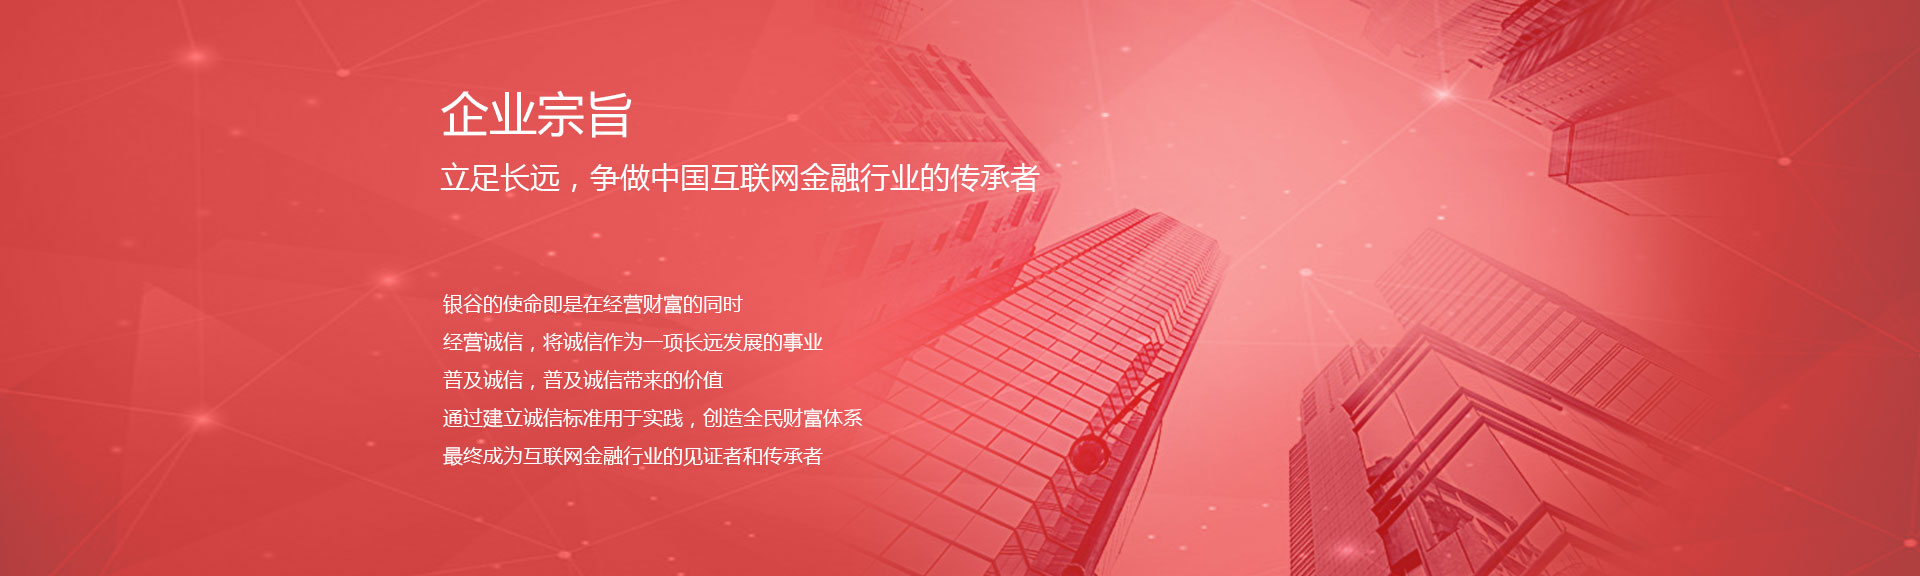 企业宗旨
立足长远，争做中国互联网金融行业的传承者
银谷的使命即是在经营财富的同时
经营诚信，将诚信作为一项长远发展的事业
普及诚信，普及诚信带来的价值
通过建立诚信标准用于实践，创造全民财富体系
最终成为互联网金融行业的见证者和传承者